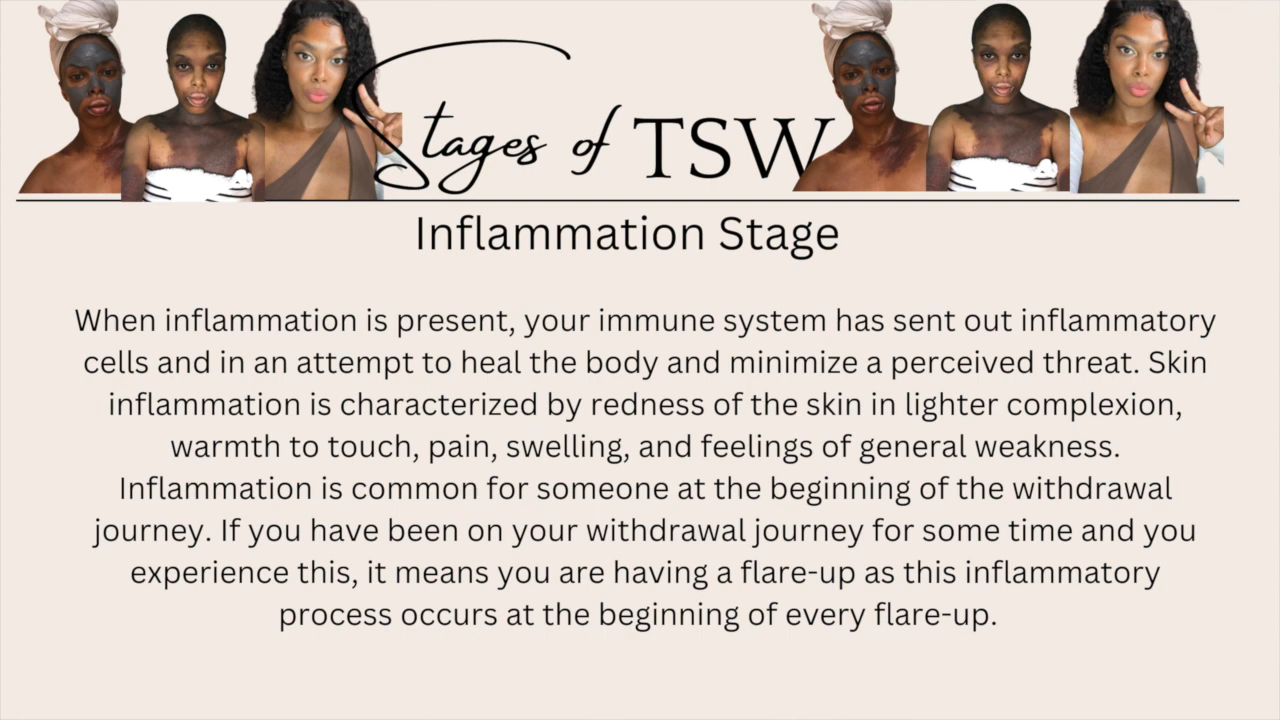 Stages of TSW
Inflammation Stage
When inflammation is present, your immune system has sent out inflammatory
cells and in an attempt to heal the body and minimize a perceived threat. Skin
inflammation is characterized by redness of the skin in lighter complexion,
warmth to touch, pain, swelling, and feelings of general weakness.
Inflammation is common for someone at the beginning of the withdrawal
journey. If you have been on your withdrawal journey for some time and you
experience this, it means you are having a flare-up as this inflammatory
process occurs at the beginning of every flare-up.